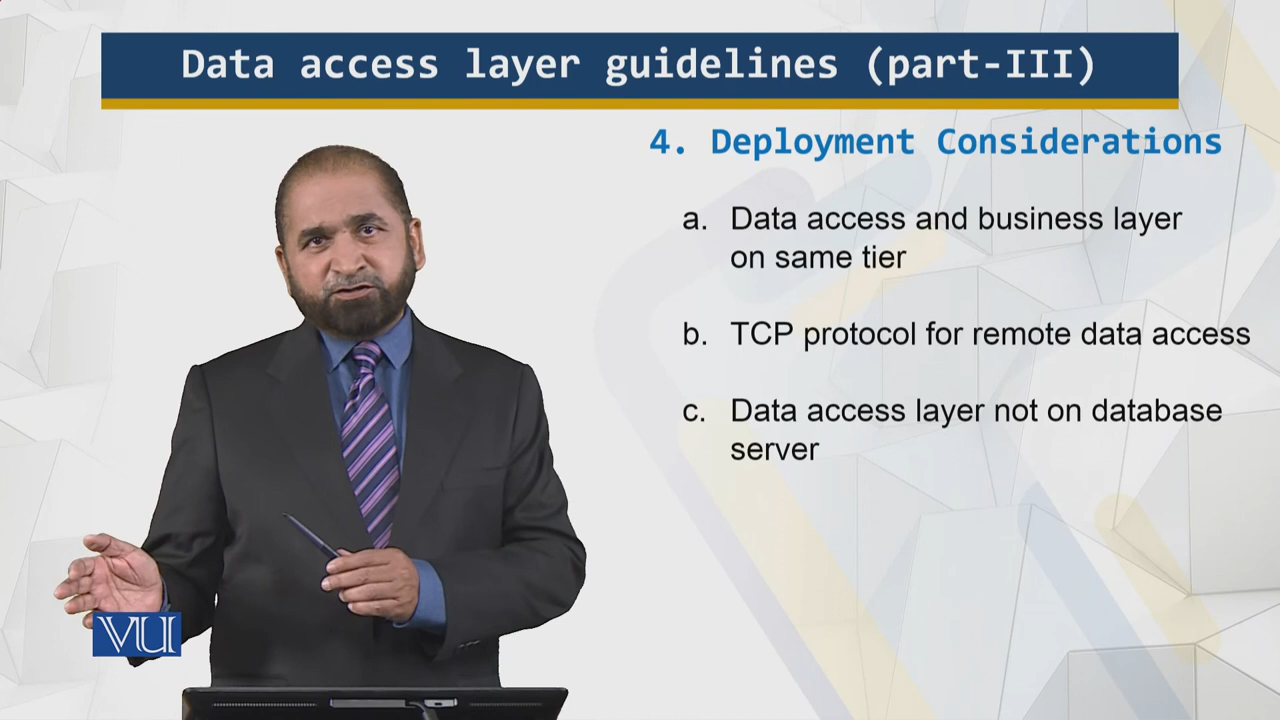 Data access layer guidelines (part-III)
4. Deployment Considerations
a. Data access and business layer
on same tier
b. TCP protocol for remote data access
c. Data access layer not on database
server
VU